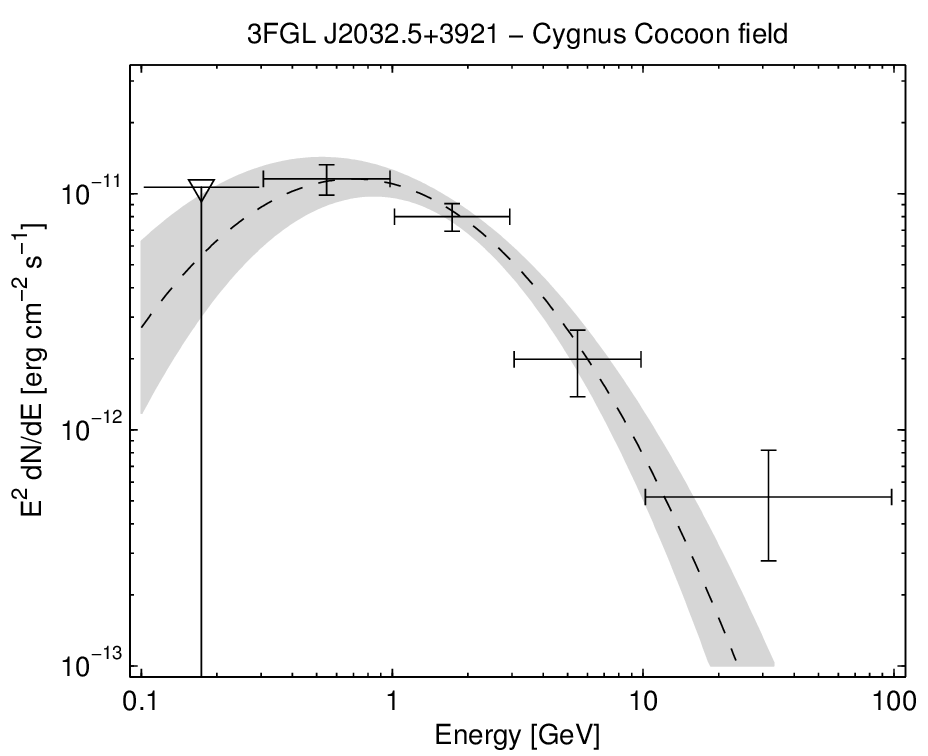 3FGL J2032.5+3921 − Cygnus Cocoon field
E² dN/dE [erg cm⁻² s⁻¹]
10⁻¹¹
10⁻¹²
10⁻¹³
0.1 1 10 100
Energy [GeV]